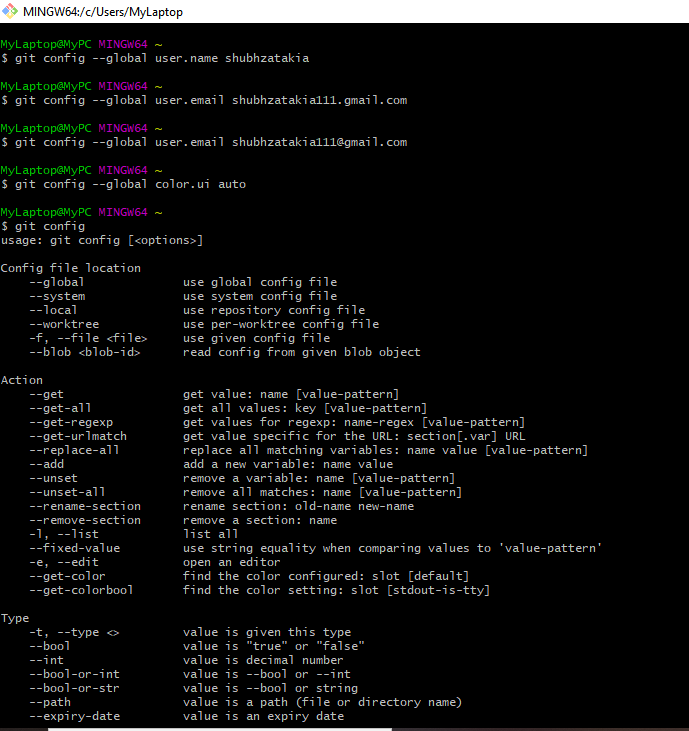 MINGW64:/c/Users/MyLaptop
MyLaptop@MyPC MINGW64 ~
$ git config --global user.name shubhzatakia
MyLaptop@MyPC MINGW64 ~
$ git config --global user.email shubhzatakia111.gmail.com
MyLaptop@MyPC MINGW64 ~
$ git config --global user.email shubhzatakia111@gmail.com
MyLaptop@MyPC MINGW64 ~
$ git config --global color.ui auto
MyLaptop@MyPC MINGW64 ~
$ git config
usage: git config [<options>]
Config file location
--global use global config file
--system use system config file
--local use repository config file
--worktree use per-worktree config file
-f, --file <file> use given config file
--blob <blob-id> read config from given blob object
Action
--get get value: name [value-pattern]
--get-all get all values: key [value-pattern]
--get-regexp get values for regexp: name-regex [value-pattern]
--get-urlmatch get value specific for the URL: section[.var] URL
--replace-all replace all matching variables: name value [value-pattern]
--add add a new variable: name value
--unset remove a variable: name [value-pattern]
--unset-all remove all matches: name [value-pattern]
--rename-section rename section: old-name new-name
--remove-section remove a section: name
-l, --list list all
--fixed-value use string equality when comparing values to 'value-pattern'
-e, --edit open an editor
--get-color find the color configured: slot [default]
--get-colorbool find the color setting: slot [stdout-is-tty]
Type
-t, --type <> value is given this type
--bool value is "true" or "false"
--int value is decimal number
--bool-or-int value is --bool or --int
--bool-or-str value is --bool or string
--path value is a path (file or directory name)
--expiry-date value is an expiry date